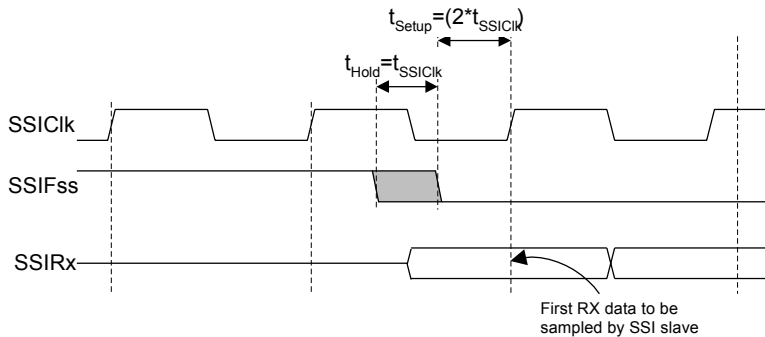 tSetup=(2*tSSIClk)
tHold=tSSIClk
SSIClk
SSIFss
SSIRx
First RX data to be
sampled by SSI slave